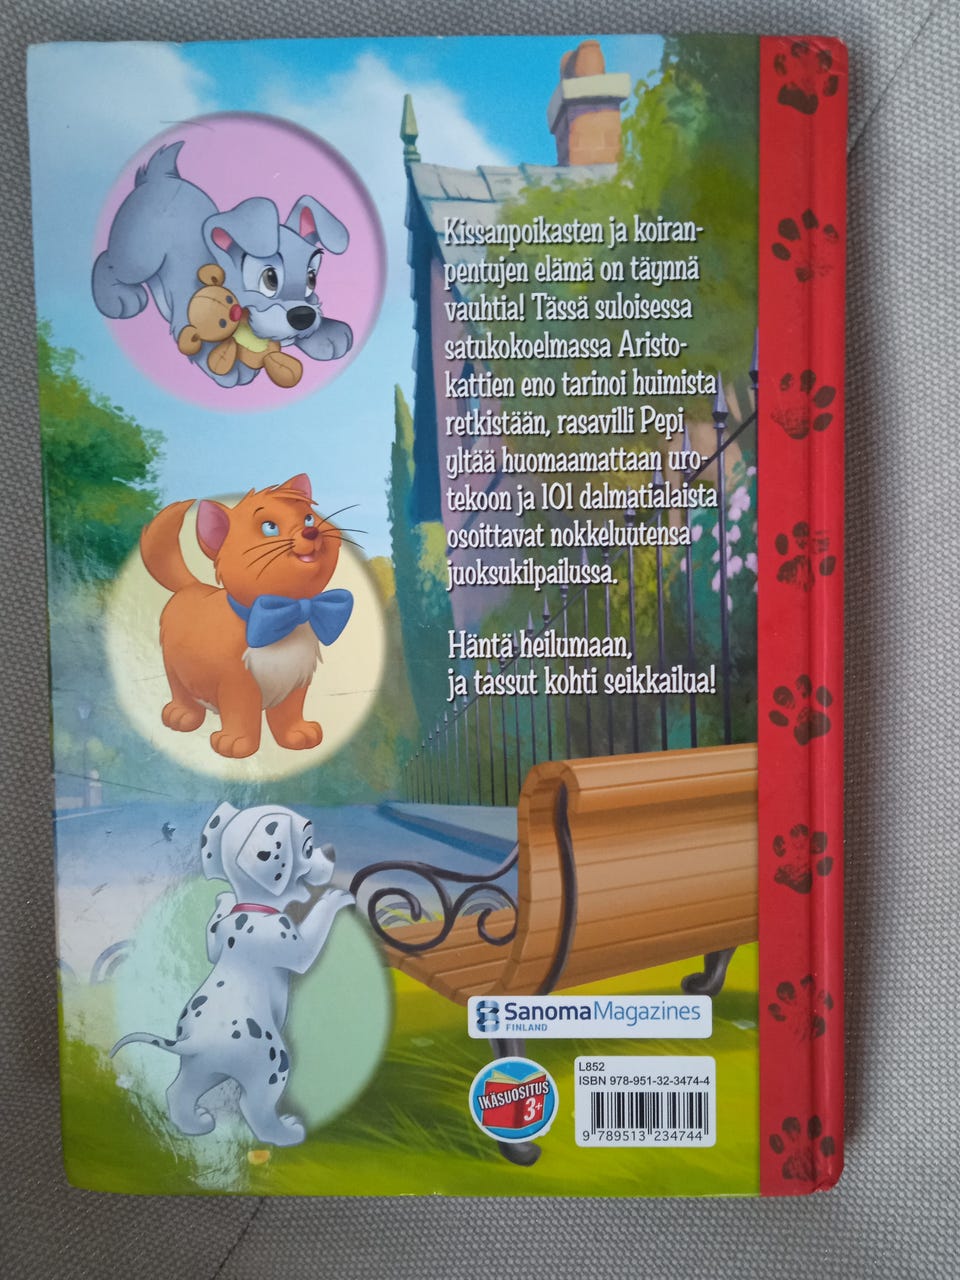 Kissanpoikasten ja koiran-
pentujen elämä on täynnä
vauhtia! Tässä suloisessa
satukokoelmassa Aristo-
kattien eno tarinoi huimista
retkistään, rasavilli Pepi
yltää huomaamattaan uro-
tekoon ja 101 dalmatialaista
osoittavat nokkeluutensa
juoksukilpailussa.
Häntä heilumaan,
ja tassut kohti seikkailua!
SanomaMagazines
FINLAND
IKÄSUOSITUS
3+
L852
ISBN 978-951-32-3474-4
9 789513 234744